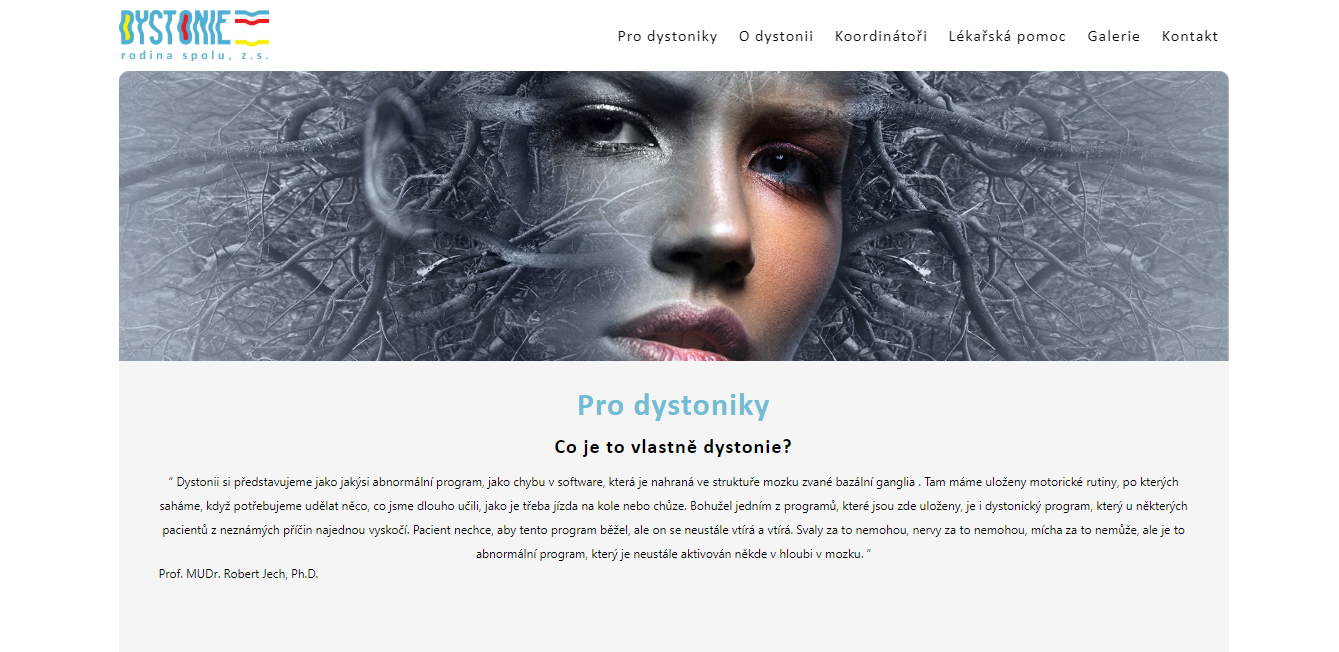 DYSTONIE
rodina spolu, z.s.
Pro dystoniky O dystonii Koordinátoři Lékařská pomoc Galerie Kontakt
Pro dystoniky
Co je to vlastně dystonie?
“ Dystonii si představujeme jako jakýsi abnormální program, jako chybu v software, která je nahraná ve struktuře mozku zvané bazální ganglia . Tam máme uloženy motorické rutiny, po kterých
saháme, když potřebujeme udělat něco, co jsme dlouho učili, jako je třeba jízda na kole nebo chůze. Bohužel jedním z programů, které jsou zde uloženy, je i dystonický program, který u některých
pacientů z neznámých příčin najednou vyskočí. Pacient nechce, aby tento program běžel, ale on se neustále vtírá a vtírá. Svaly za to nemohou, nervy za to nemohou, mícha za to nemůže, ale je to
abnormální program, který je neustále aktivován někde v hloubi v mozku. ”
Prof. MUDr. Robert Jech, Ph.D.